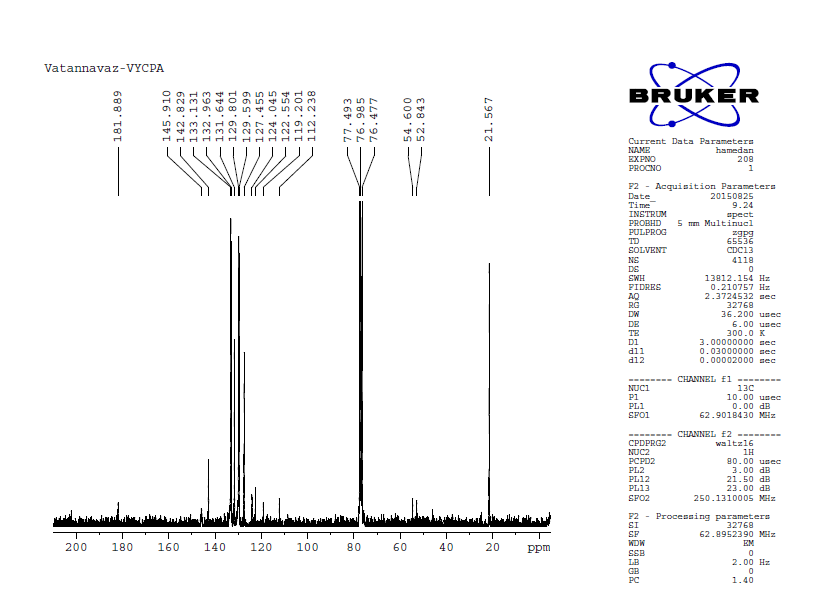 Vatannavaz-VYCPA
181.889
145.910
142.829
133.131
132.963
131.644
129.801
129.599
127.455
124.045
122.554
119.201
112.238
77.493
76.985
76.477
54.600
52.843
21.567
200 180 160 140 120 100 80 60 40 20 ppm
BRUKER
Current Data Parameters
NAME hamedan
EXPNO 208
PROCNO 1
F2 - Acquisition Parameters
Date_ 20150825
Time 9.24
INSTRUM spect
PROBHD 5 mm Multinucl
PULPROG zgpg
TD 65536
SOLVENT CDCl3
NS 4118
DS 0
SWH 13812.154 Hz
FIDRES 0.210757 Hz
AQ 2.3724532 sec
RG 32768
DW 36.200 usec
DE 6.00 usec
TE 300.0 K
D1 3.00000000 sec
d11 0.03000000 sec
d12 0.00002000 sec
======== CHANNEL f1 ========
NUC1 13C
P1 10.00 usec
PL1 0.00 dB
SFO1 62.9018430 MHz
======== CHANNEL f2 ========
CPDPRG2 waltz16
NUC2 1H
PCPD2 80.00 usec
PL2 3.00 dB
PL12 21.50 dB
PL13 23.00 dB
SFO2 250.1310005 MHz
F2 - Processing parameters
SI 32768
SF 62.8952390 MHz
WDW EM
SSB 0
LB 2.00 Hz
GB 0
PC 1.40